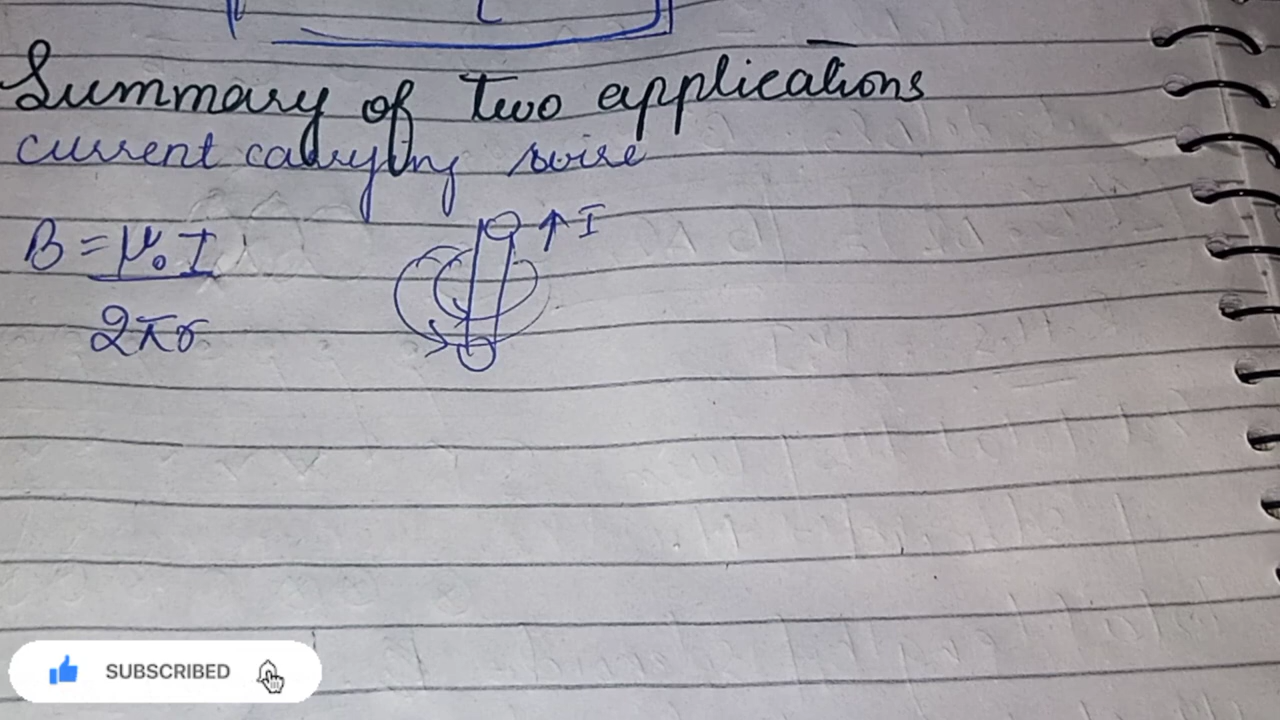 Summary of Two applications
current carrying wire
B = μ₀ I
2πr
↑ I
SUBSCRIBED